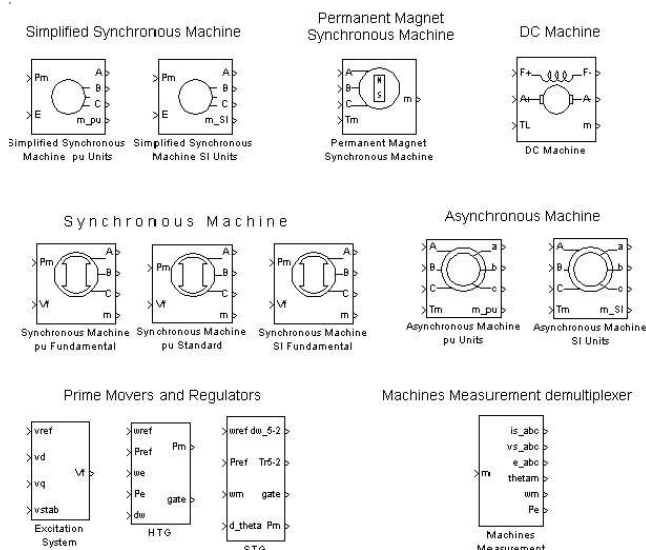 Simplified Synchronous Machine
Permanent Magnet
Synchronous Machine
DC Machine
Pm
E
A
B
C
m_pu
Simplified Synchronous
Machine pu Units
Pm
E
A
B
C
m_SI
Simplified Synchronous
Machine SI Units
A
B
C
Tm
N
S
m
Permanent Magnet
Synchronous Machine
F+
F-
A+
A-
TL
m
DC Machine
Synchronous Machine
Asynchronous Machine
Pm
Vf
A
B
C
m
Synchronous Machine
pu Fundamental
Pm
Vf
A
B
C
m
Synchronous Machine
pu Standard
Pm
Vf
A
B
C
m
Synchronous Machine
SI Fundamental
A
B
C
Tm
a
b
c
m_pu
Asynchronous Machine
pu Units
A
B
C
Tm
a
b
c
m_SI
Asynchronous Machine
SI Units
Prime Movers and Regulators
Machines Measurement demultiplexer
vref
vd
vq
vstab
Vf
Excitation
System
wref
Pref
we
Pe
dw
Pm
gate
HTG
wref dw_5-2
Pref Tr5-2
wm gate
d_theta Pm
STG
m
is_abc
vs_abc
e_abc
thetam
wm
Pe
Machines
Measurement